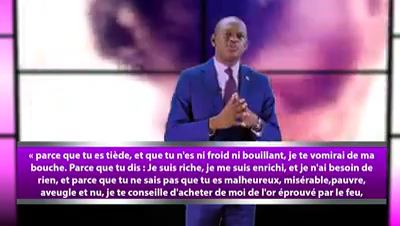 « parce que tu es tiède, et que tu n'es ni froid ni bouillant, je te vomirai de ma
bouche. Parce que tu dis : Je suis riche, je me suis enrichi, et je n'ai besoin de
rien, et parce que tu ne sais pas que tu es malheureux, misérable,pauvre,
aveugle et nu, je te conseille d'acheter de moi de l'or éprouvé par le feu,